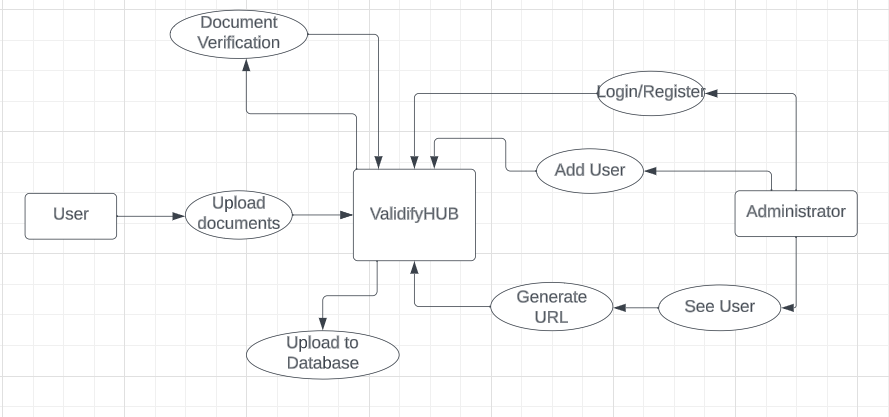 Document
Verification
Login/Register
Add User
User
Upload
documents
ValidifyHUB
Administrator
Generate
URL
See User
Upload to
Database